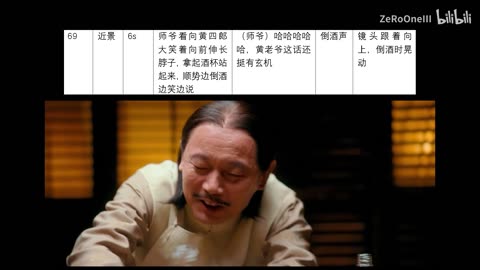 ZeRoOneIII bilibili
69 近景 6s 师爷看向黄四郎 (师爷)哈哈哈哈 倒酒声 镜头跟着向
大笑着向前伸长 哈,黄老爷这话还 上,倒酒时晃
脖子,拿起酒杯站 挺有玄机 动
起来,顺势边倒酒
边笑边说